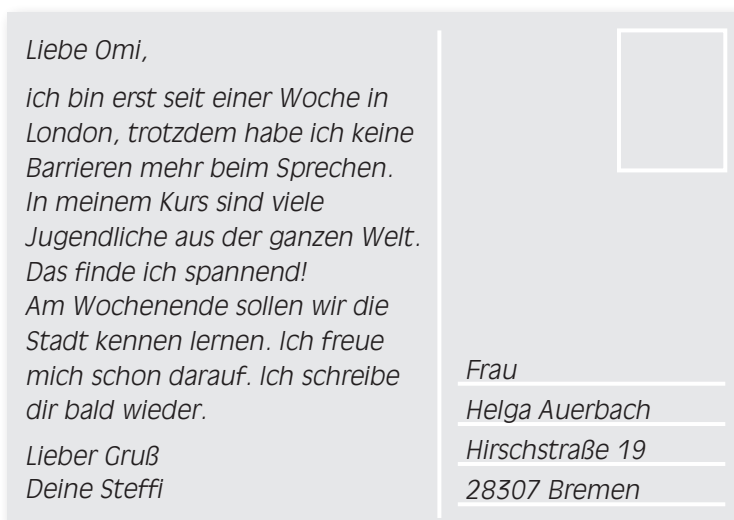 Liebe Omi,
ich bin erst seit einer Woche in
London, trotzdem habe ich keine
Barrieren mehr beim Sprechen.
In meinem Kurs sind viele
Jugendliche aus der ganzen Welt.
Das finde ich spannend!
Am Wochenende sollen wir die
Stadt kennen lernen. Ich freue
mich schon darauf. Ich schreibe
dir bald wieder.
Lieber Gruß
Deine Steffi
Frau
Helga Auerbach
Hirschstraße 19
28307 Bremen